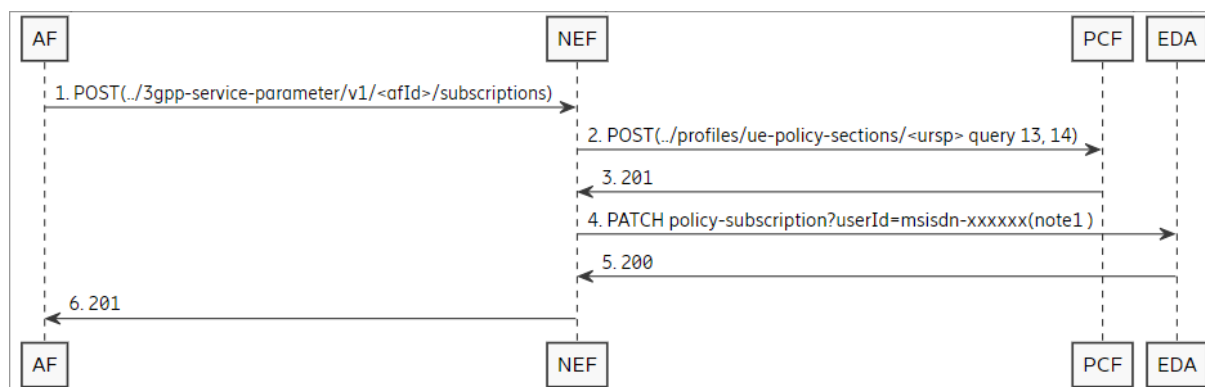 AF NEF PCF EDA
1. POST(../3gpp-service-parameter/v1/<afId>/subscriptions)
2. POST(../profiles/ue-policy-sections/<ursp> query 13, 14)
3. 201
4. PATCH policy-subscription?userId=msisdn-xxxxxx(note1 )
5. 200
6. 201
AF NEF PCF EDA